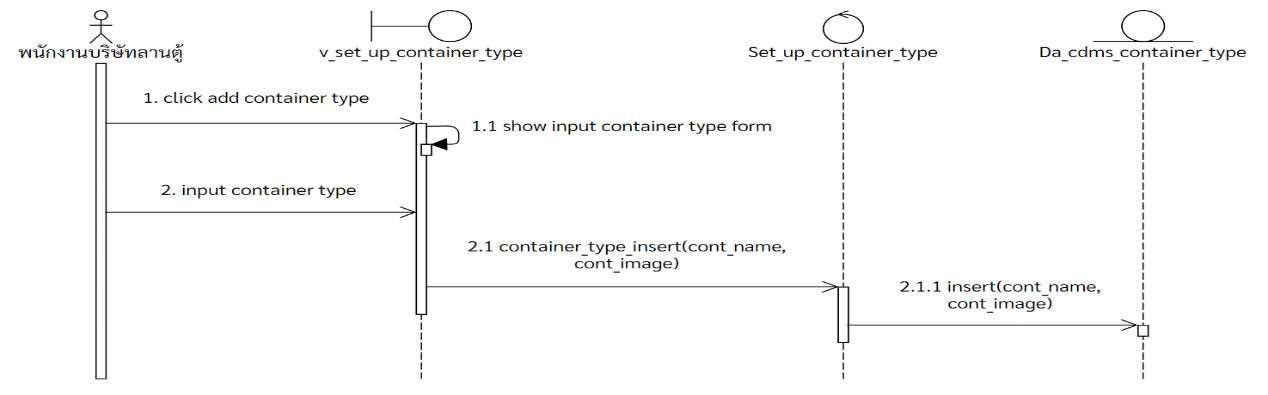 พนักงานบริษัทลานตู้
v_set_up_container_type
Set_up_container_type
Da_cdms_container_type
1. click add container type
1.1 show input container type form
2. input container type
2.1 container_type_insert(cont_name,
cont_image)
2.1.1 insert(cont_name,
cont_image)